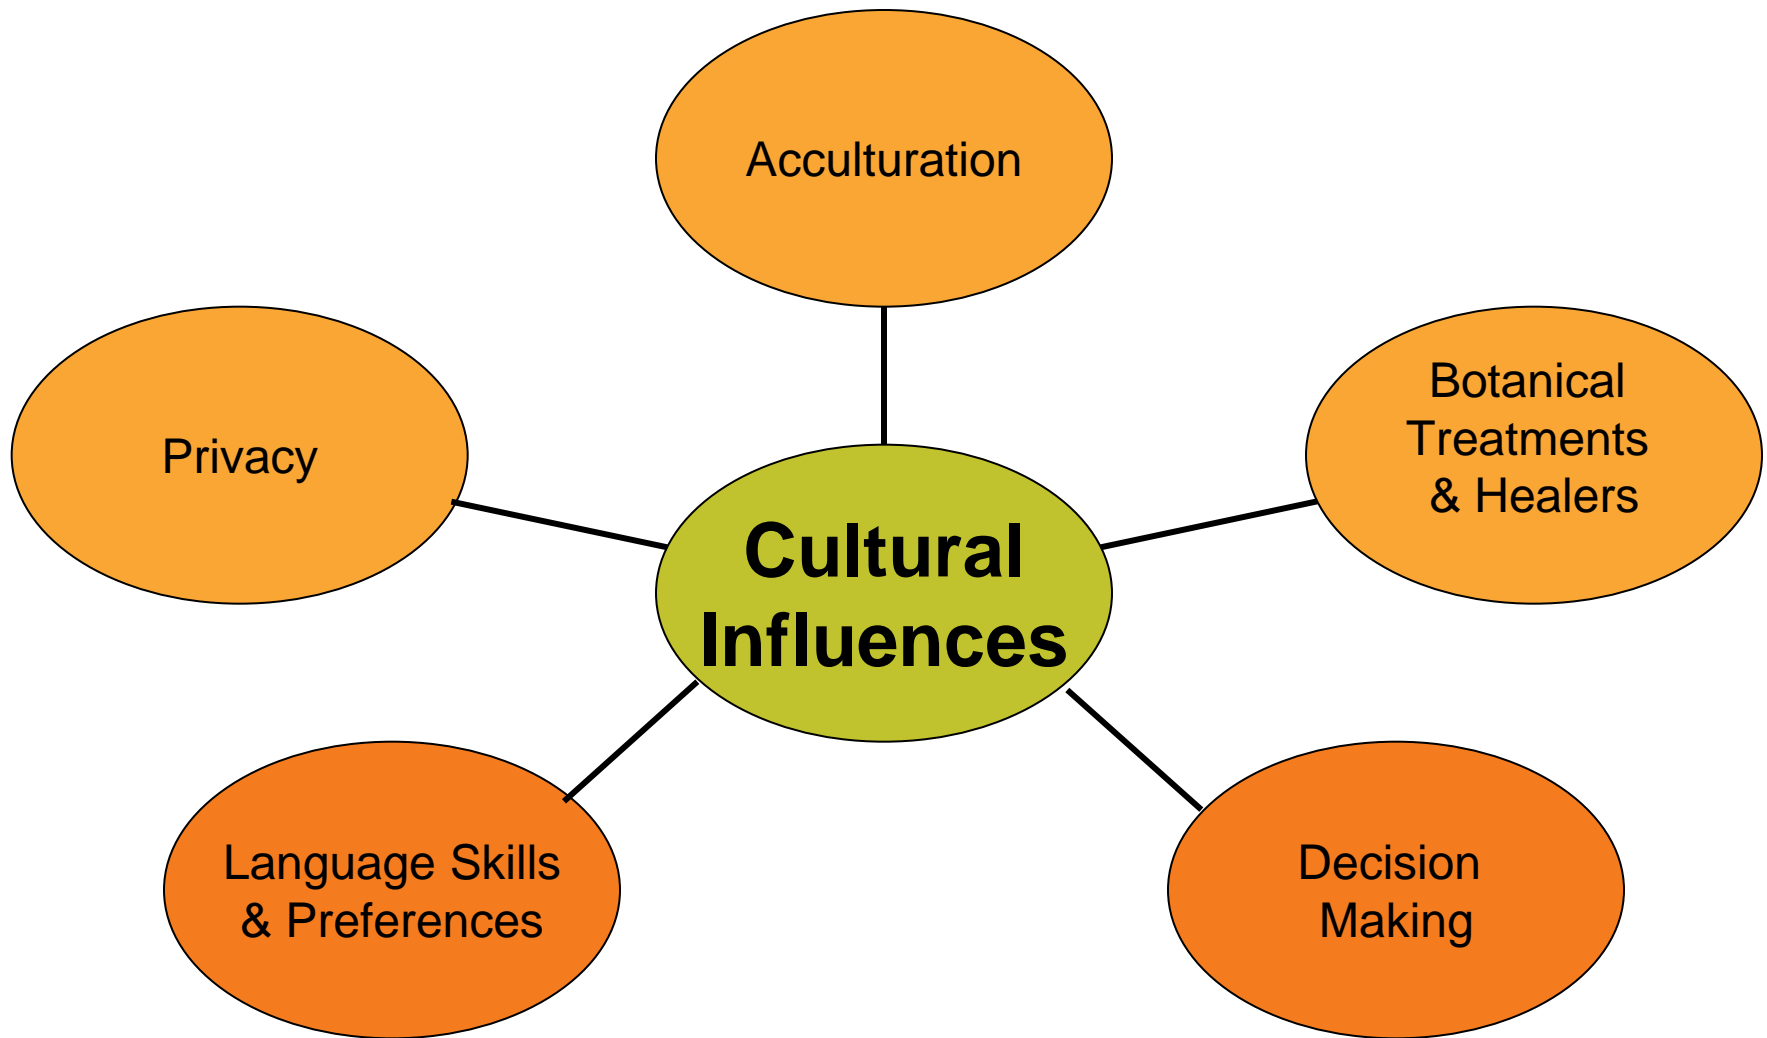 Acculturation
Privacy
Botanical
Treatments
& Healers
Cultural
Influences
Language Skills
& Preferences
Decision
Making